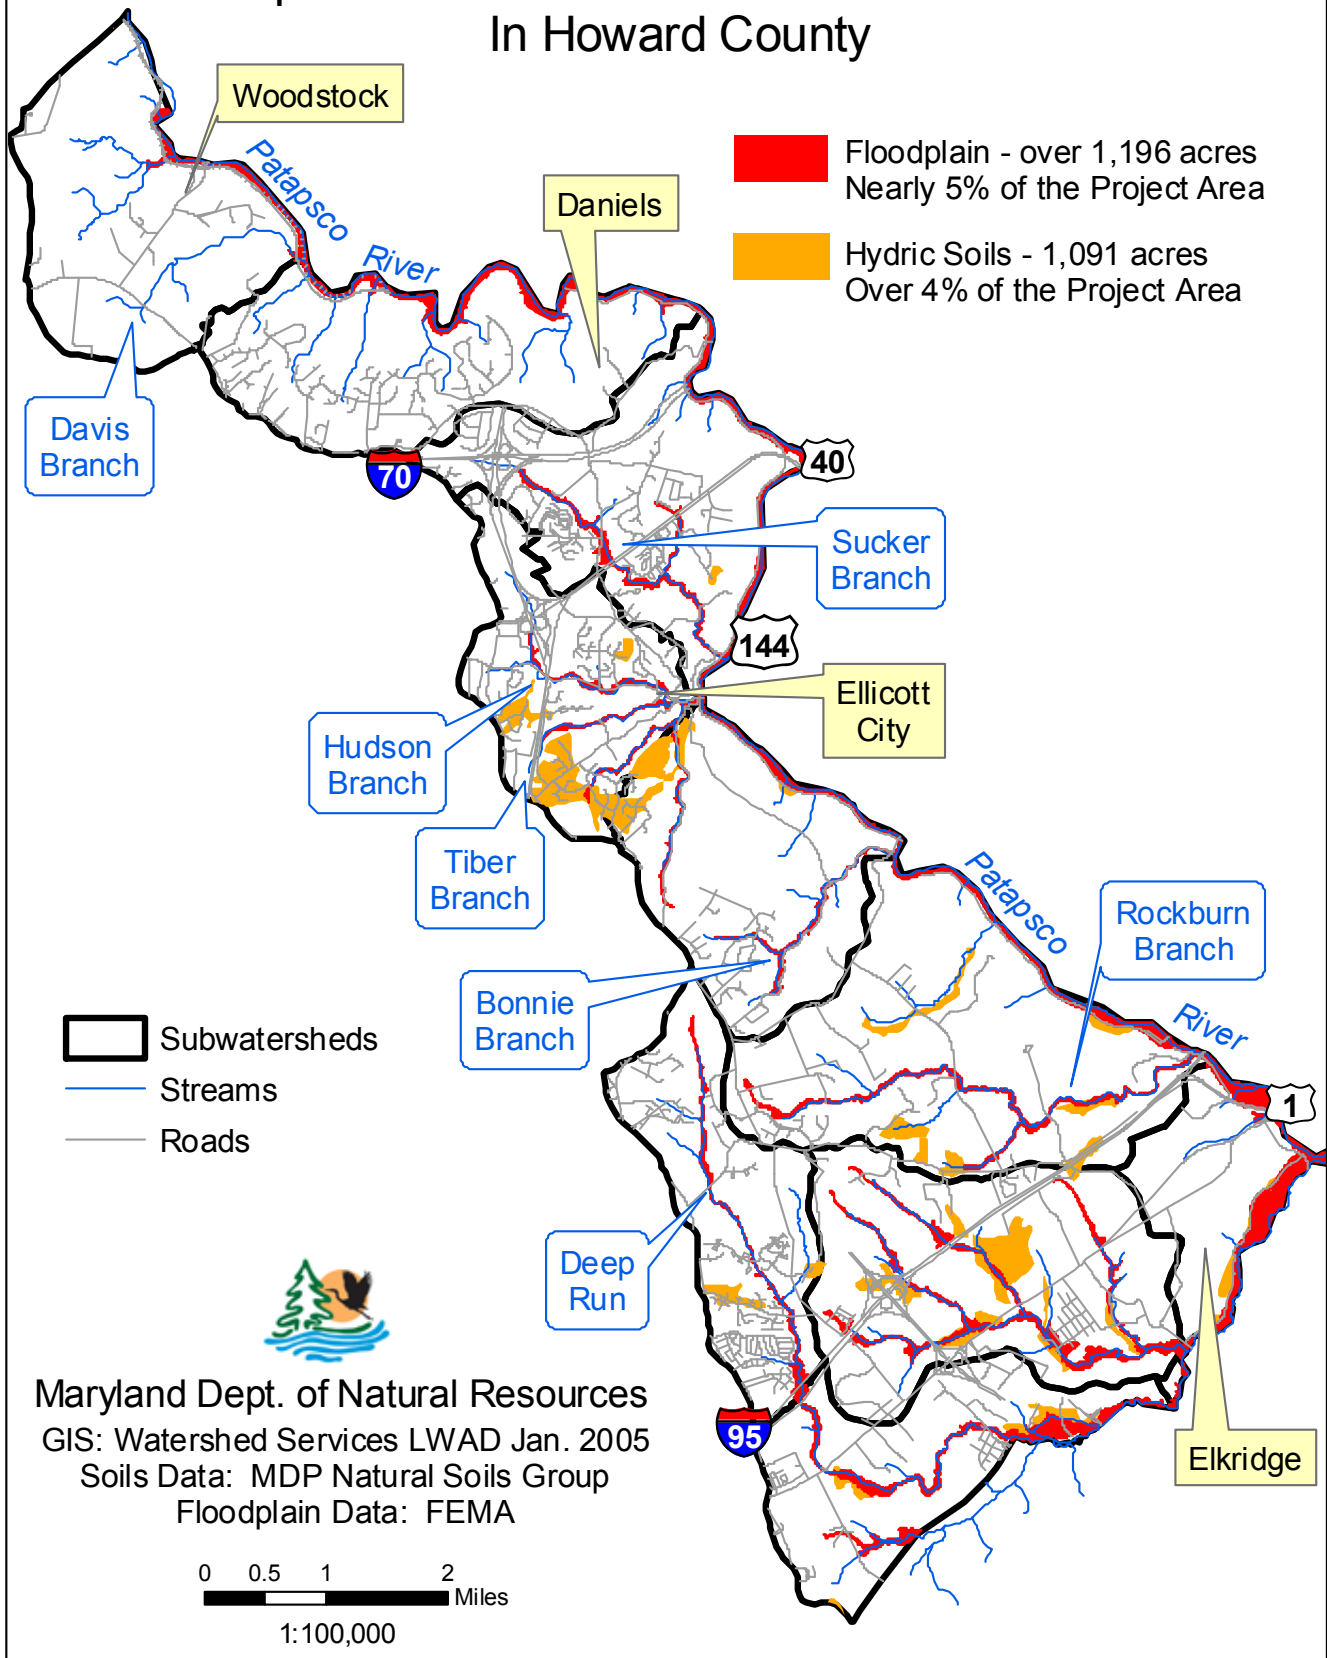 In Howard County
Woodstock
Patapsco
River
Daniels
Floodplain - over 1,196 acres
Nearly 5% of the Project Area
Hydric Soils - 1,091 acres
Over 4% of the Project Area
Davis
Branch
70
40
Sucker
Branch
144
Ellicott
City
Hudson
Branch
Tiber
Branch
Patapsco
River
Rockburn
Branch
Bonnie
Branch
Subwatersheds
Streams
Roads
1
Deep
Run
Maryland Dept. of Natural Resources
GIS: Watershed Services LWAD Jan. 2005
Soils Data: MDP Natural Soils Group
Floodplain Data: FEMA
95
Elkridge
0 0.5 1 2
Miles
1:100,000